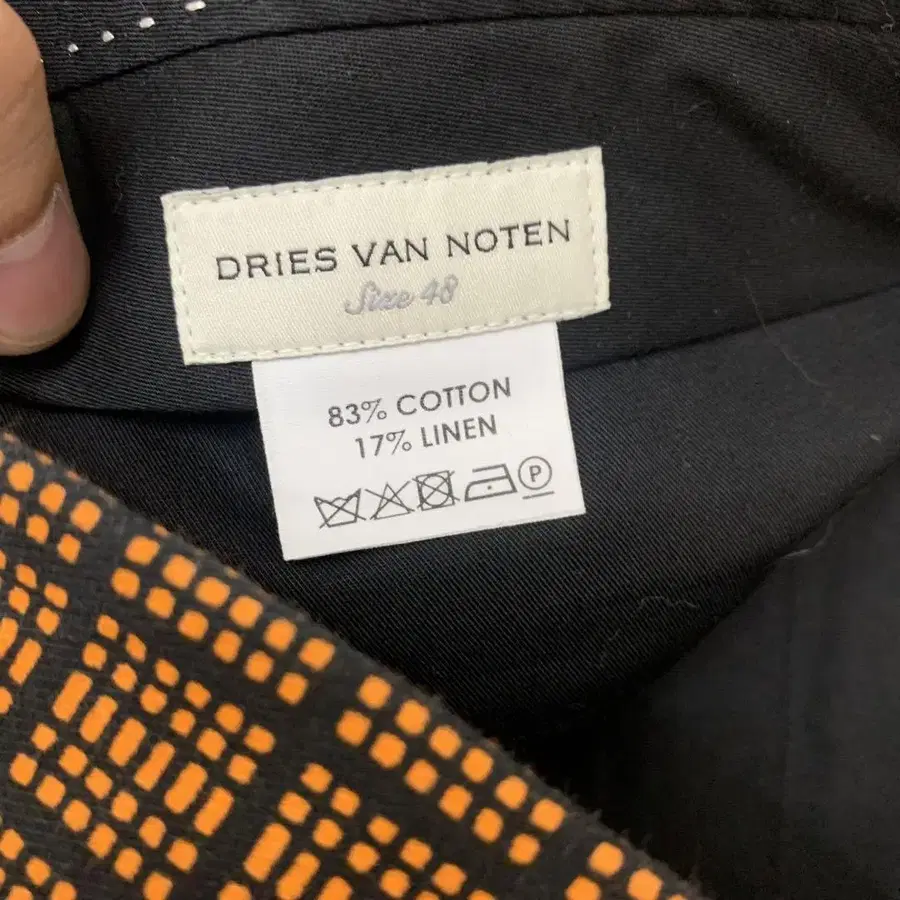 DRIES VAN NOTEN
Size 48
83% COTTON
17% LINEN
P